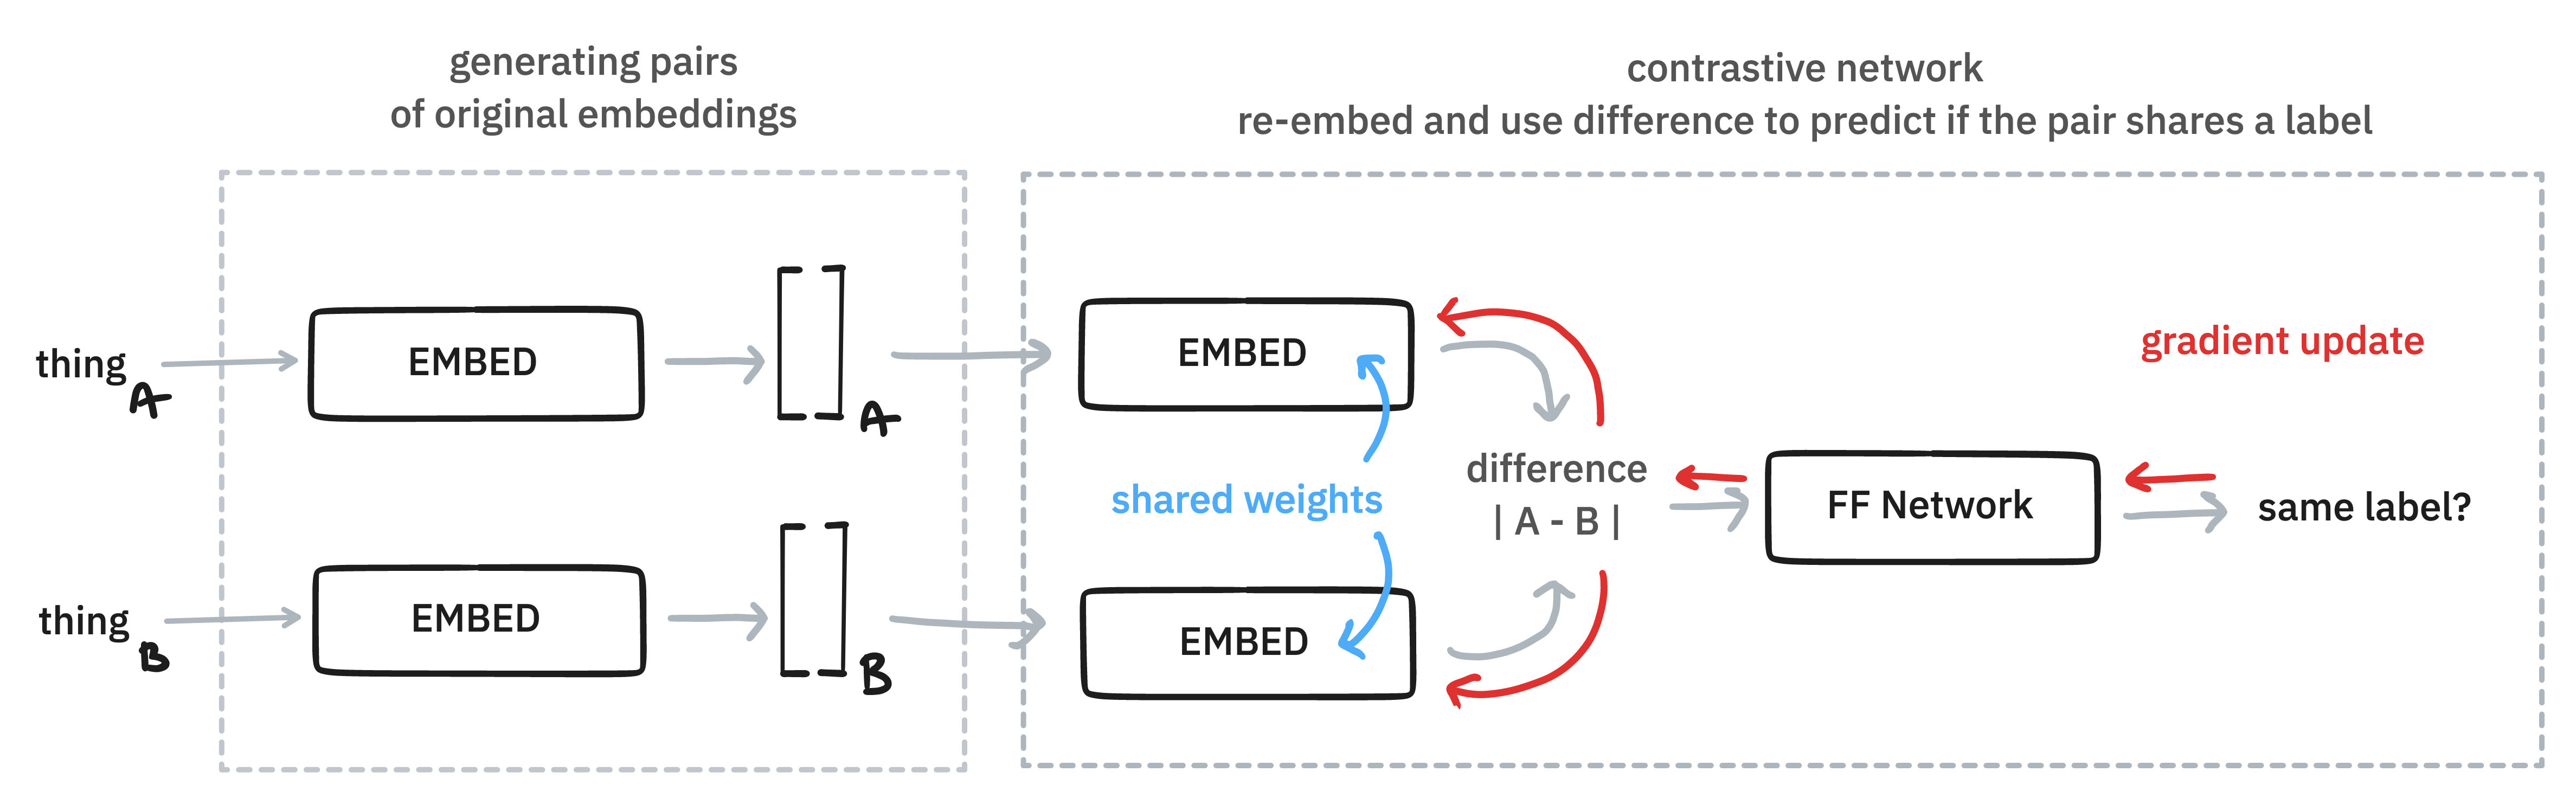 generating pairs
of original embeddings
contrastive network
re-embed and use difference to predict if the pair shares a label
thing A
EMBED
A
EMBED
gradient update
shared weights
difference
| A - B |
FF Network
same label?
thing B
EMBED
B
EMBED